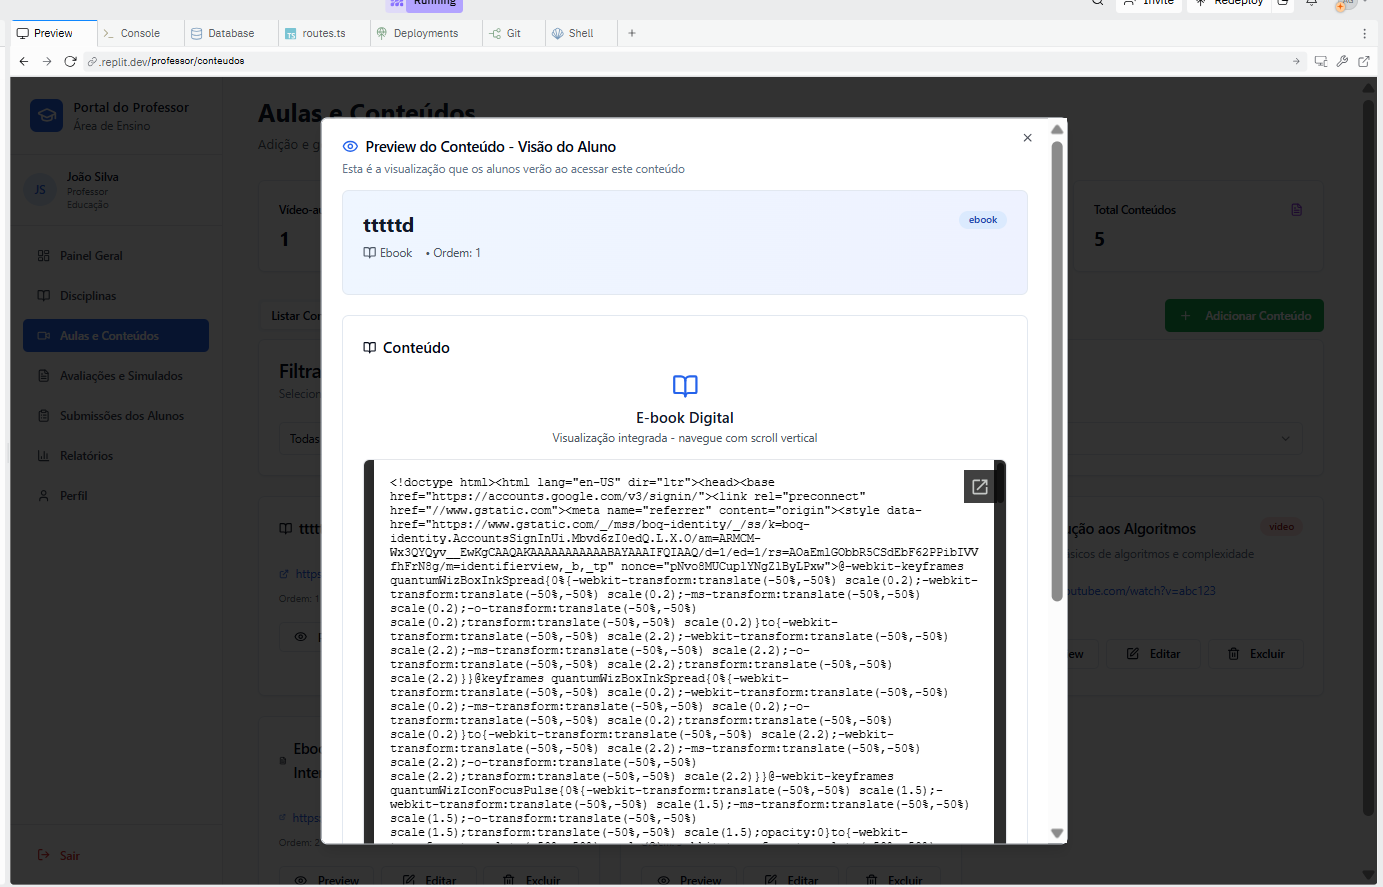 Running
Invite
Redeploy
Preview
Console
Database
routes.ts
Deployments
Git
Shell
.replit.dev/professor/conteudos
Portal do Professor
Área de Ensino
JS
João Silva
Professor
Educação
Painel Geral
Disciplinas
Aulas e Conteúdos
Avaliações e Simulados
Submissões dos Alunos
Relatórios
Perfil
Sair
Aulas e Conteúdos
Adição e g
Vídeo-au
1
Total Conteúdos
5
Listar Con
Adicionar Conteúdo
Filtra
Selecion
Todas
Preview do Conteúdo - Visão do Aluno
Esta é a visualização que os alunos verão ao acessar este conteúdo
tttttd
ebook
Ebook • Ordem: 1
Conteúdo
E-book Digital
Visualização integrada - navegue com scroll vertical
<!doctype html><html lang="en-US" dir="ltr"><head><base
href="https://accounts.google.com/v3/signin/"><link rel="preconnect"
href="//www.gstatic.com"><meta name="referrer" content="origin"><style data-
href="https://www.gstatic.com/_/mss/boq-identity/_/ss/k=boq-
identity.AccountsSignInUi.Mbvd6zI0edQ.L.X.O/am=ARMCM-
Wx3QYQyv__EwKgCAAQAKAAAAAAAAAAABAYAAAIFQIAAQ/d=1/ed=1/rs=AOaEmlGObbR5CSdEbF62PPibIVV
fhFrN8g/m=identifierview,_b,_tp" nonce="pNvo8MUCuplYNgZlByLPxw">@-webkit-keyframes
quantumWizBoxInkSpread{0%{-webkit-transform:translate(-50%,-50%) scale(0.2);-webkit-
transform:translate(-50%,-50%) scale(0.2);-ms-transform:translate(-50%,-50%)
scale(0.2);-o-transform:translate(-50%,-50%)
scale(0.2);transform:translate(-50%,-50%) scale(0.2)}to{-webkit-
transform:translate(-50%,-50%) scale(2.2);-webkit-transform:translate(-50%,-50%)
scale(2.2);-ms-transform:translate(-50%,-50%) scale(2.2);-o-
transform:translate(-50%,-50%) scale(2.2);transform:translate(-50%,-50%)
scale(2.2)}}@keyframes quantumWizBoxInkSpread{0%{-webkit-
transform:translate(-50%,-50%) scale(0.2);-webkit-
transform:translate(-50%,-50%) scale(0.2);-ms-transform:translate(-50%,-50%)
scale(0.2);-o-
transform:translate(-50%,-50%) scale(0.2);transform:translate(-50%,-50%)
scale(0.2)}to{-webkit-transform:translate(-50%,-50%) scale(2.2);-webkit-
transform:translate(-50%,-50%) scale(2.2);-ms-transform:translate(-50%,-50%)
scale(2.2);-o-transform:translate(-50%,-50%)
scale(2.2);transform:translate(-50%,-50%) scale(2.2)}}@-webkit-keyframes
quantumWizIconFocusPulse{0%{-webkit-transform:translate(-50%,-50%) scale(1.5);-
webkit-transform:translate(-50%,-50%) scale(1.5);-ms-transform:translate(-50%,-50%)
scale(1.5);-o-transform:translate(-50%,-50%)
scale(1.5);transform:translate(-50%,-50%) scale(1.5);opacity:0}to{-webkit-
ttttt
https
Ordem: 1
ução aos Algoritmos
video
sicos de algoritmos e complexidade
outube.com/watch?v=abc123
ew
Editar
Excluir
Eboo
Inter
https:
Ordem: 2
Preview
Editar
Excluir
Preview
Editar
Excluir